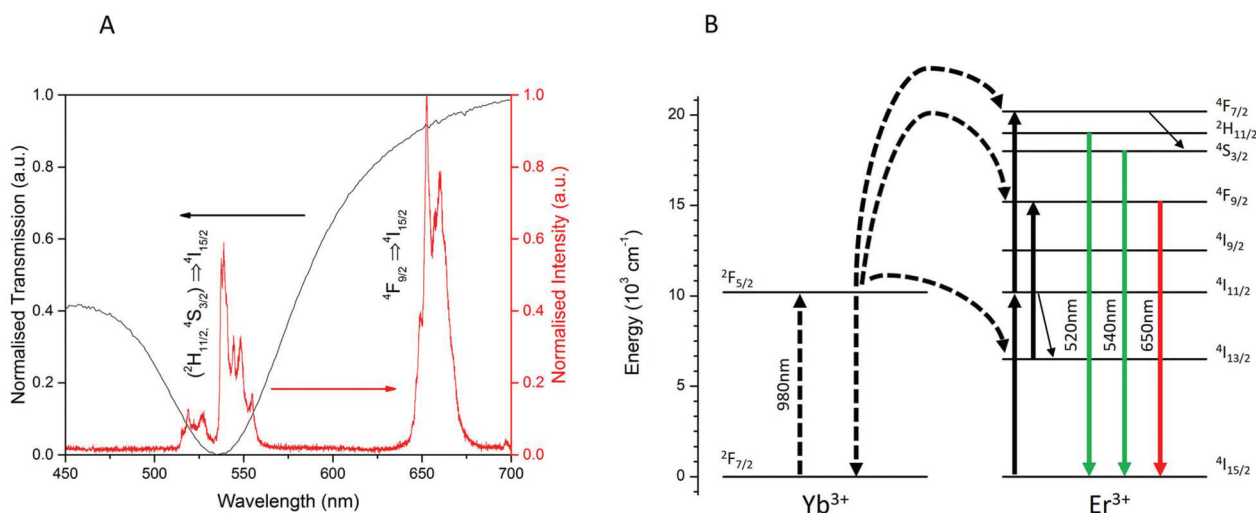 A
B
Normalised Transmission (a.u.)
1.0
0.8
0.6
0.4
0.2
0.0
(²H₁₁/₂, ⁴S₃/₂) ⇒ ⁴I₁₅/₂
⁴F₉/₂ ⇒ ⁴I₁₅/₂
1.0
0.8
0.6
0.4
0.2
0.0
Normalised Intensity (a.u.)
450 500 550 600 650 700
Wavelength (nm)
Energy (10³ cm⁻¹)
20
15
10
5
0
²F₅/₂
²F₇/₂
980nm
520nm
540nm
650nm
⁴F₇/₂
²H₁₁/₂
⁴S₃/₂
⁴F₉/₂
⁴I₉/₂
⁴I₁₁/₂
⁴I₁₃/₂
⁴I₁₅/₂
Yb³⁺
Er³⁺